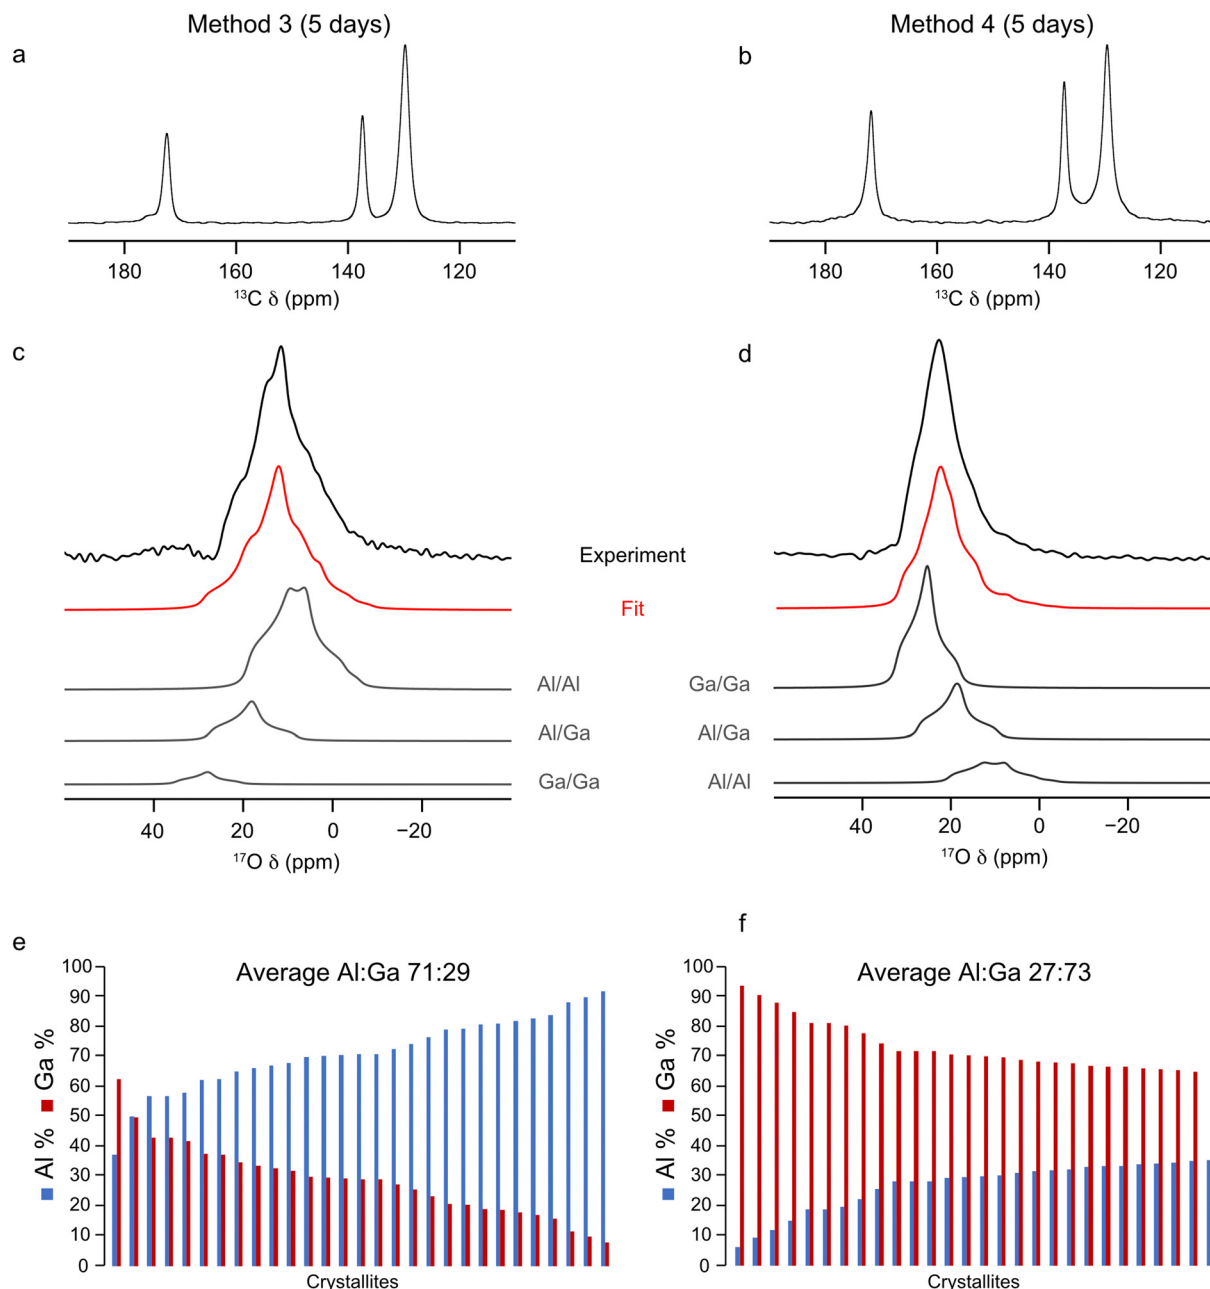 Method 3 (5 days)
Method 4 (5 days)
a
b
180 160 140 120
¹³C δ (ppm)
180 160 140 120
¹³C δ (ppm)
c
d
Experiment
Fit
Al/Al
Al/Ga
Ga/Ga
Ga/Ga
Al/Ga
Al/Al
40 20 0 −20
¹⁷O δ (ppm)
40 20 0 −20
¹⁷O δ (ppm)
e
f
Average Al:Ga 71:29
100
90
80
70
60
50
40
30
20
10
0
Al % Ga %
Crystallites
Average Al:Ga 27:73
100
90
80
70
60
50
40
30
20
10
0
Al % Ga %
Crystallites